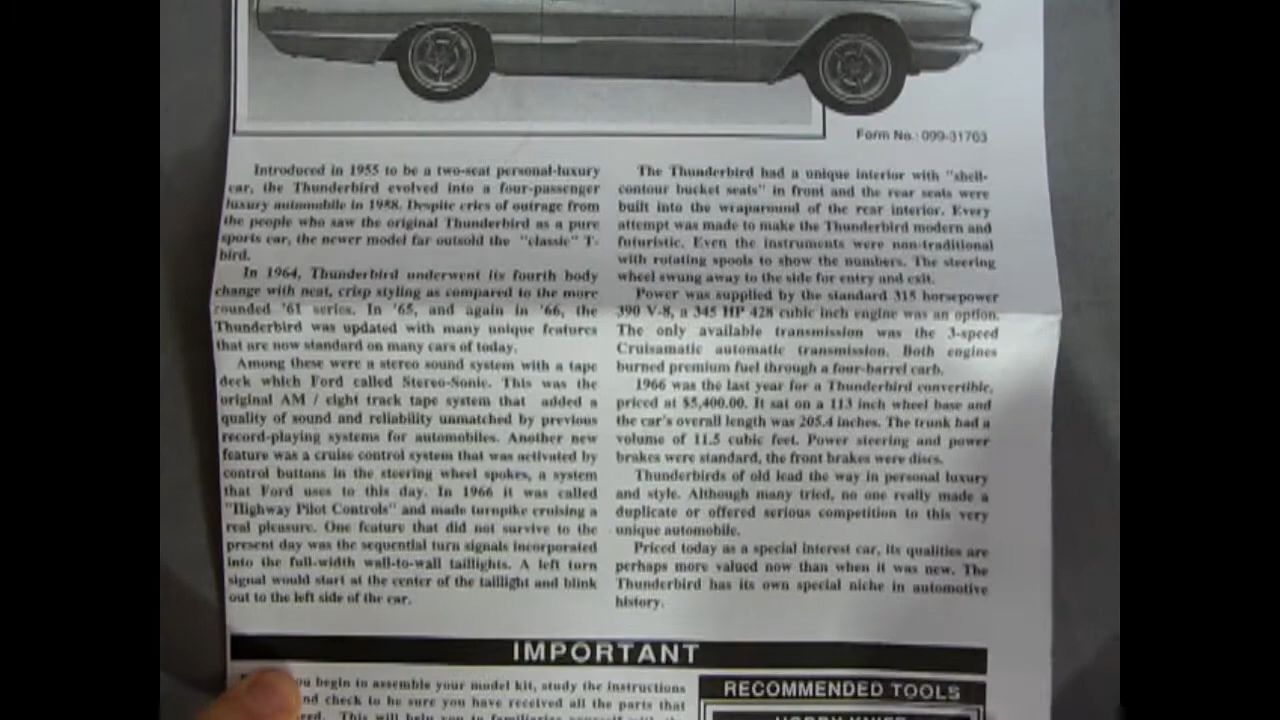 Form No.: 099-31703
Introduced in 1955 to be a two-seat personal-luxury
car, the Thunderbird evolved into a four-passenger
luxury automobile in 1958. Despite cries of outrage from
the people who saw the original Thunderbird as a pure
sports car, the newer model far outsold the "classic" T-
bird.
In 1964, Thunderbird underwent its fourth body
change with neat, crisp styling as compared to the more
rounded '61 series. In '65, and again in '66, the
Thunderbird was updated with many unique features
that are now standard on many cars of today.
Among these were a stereo sound system with a tape
deck which Ford called Stereo-Sonic. This was the
original AM / eight track tape system that added a
quality of sound and reliability unmatched by previous
record-playing systems for automobiles. Another new
feature was a cruise control system that was activated by
control buttons in the steering wheel spokes, a system
that Ford uses to this day. In 1966 it was called
"Highway Pilot Controls" and made turnpike cruising a
real pleasure. One feature that did not survive to the
present day was the sequential turn signals incorporated
into the full-width wall-to-wall taillights. A left turn
signal would start at the center of the taillight and blink
out to the left side of the car.
The Thunderbird had a unique interior with "shell-
contour bucket seats" in front and the rear seats were
built into the wraparound of the rear interior. Every
attempt was made to make the Thunderbird modern and
futuristic. Even the instruments were non-traditional
with rotating spools to show the numbers. The steering
wheel swung away to the side for entry and exit.
Power was supplied by the standard 315 horsepower
390 V-8, a 345 HP 428 cubic inch engine was an option.
The only available transmission was the 3-speed
Cruisamatic automatic transmission. Both engines
burned premium fuel through a four-barrel carb.
1966 was the last year for a Thunderbird convertible,
priced at $5,400.00. It sat on a 113 inch wheel base and
the car's overall length was 205.4 inches. The trunk had a
volume of 11.5 cubic feet. Power steering and power
brakes were standard, the front brakes were discs.
Thunderbirds of old lead the way in personal luxury
and style. Although many tried, no one really made a
duplicate or offered serious competition to this very
unique automobile.
Priced today as a special interest car, its qualities are
perhaps more valued now than when it was new. The
Thunderbird has its own special niche in automotive
history.
IMPORTANT
you begin to assemble your model kit, study the instructions
and check to be sure you have received all the parts that
This will help you to
RECOMMENDED TOOLS
HOBBY KNIFE